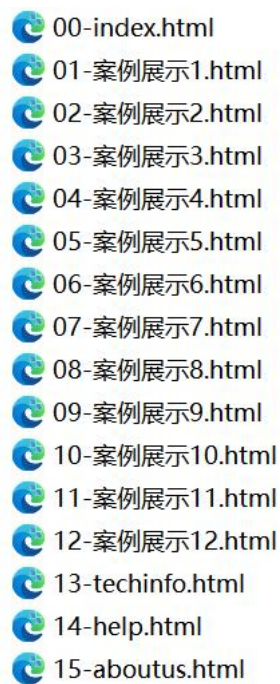 00-index.html
01-案例展示1.html
02-案例展示2.html
03-案例展示3.html
04-案例展示4.html
05-案例展示5.html
06-案例展示6.html
07-案例展示7.html
08-案例展示8.html
09-案例展示9.html
10-案例展示10.html
11-案例展示11.html
12-案例展示12.html
13-techinfo.html
14-help.html
15-aboutus.html